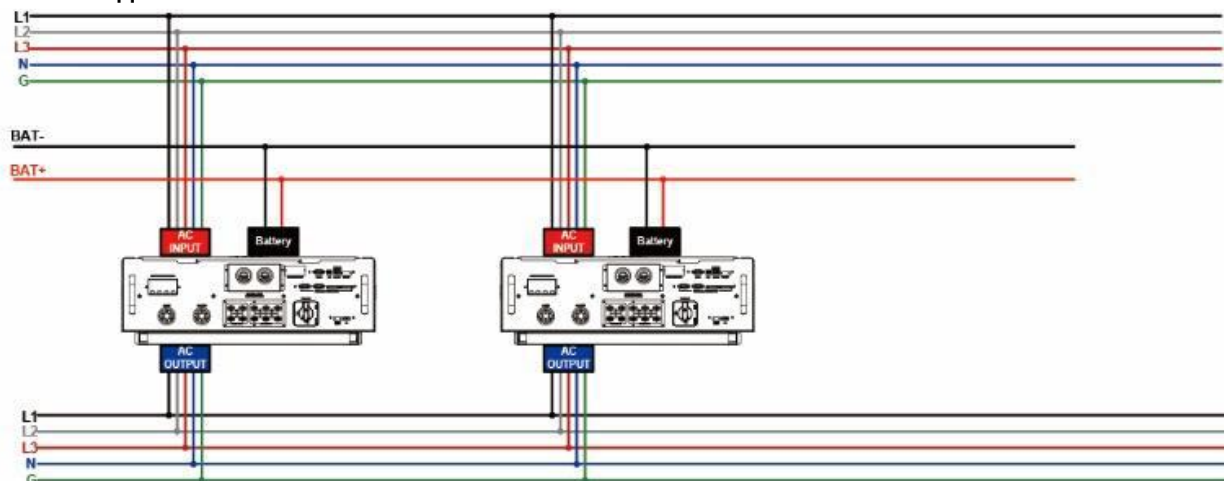 L1
L2
L3
N
G
BAT-
BAT+
AC
INPUT
Battery
AC
INPUT
Battery
AC
OUTPUT
AC
OUTPUT
L1
L2
L3
N
G